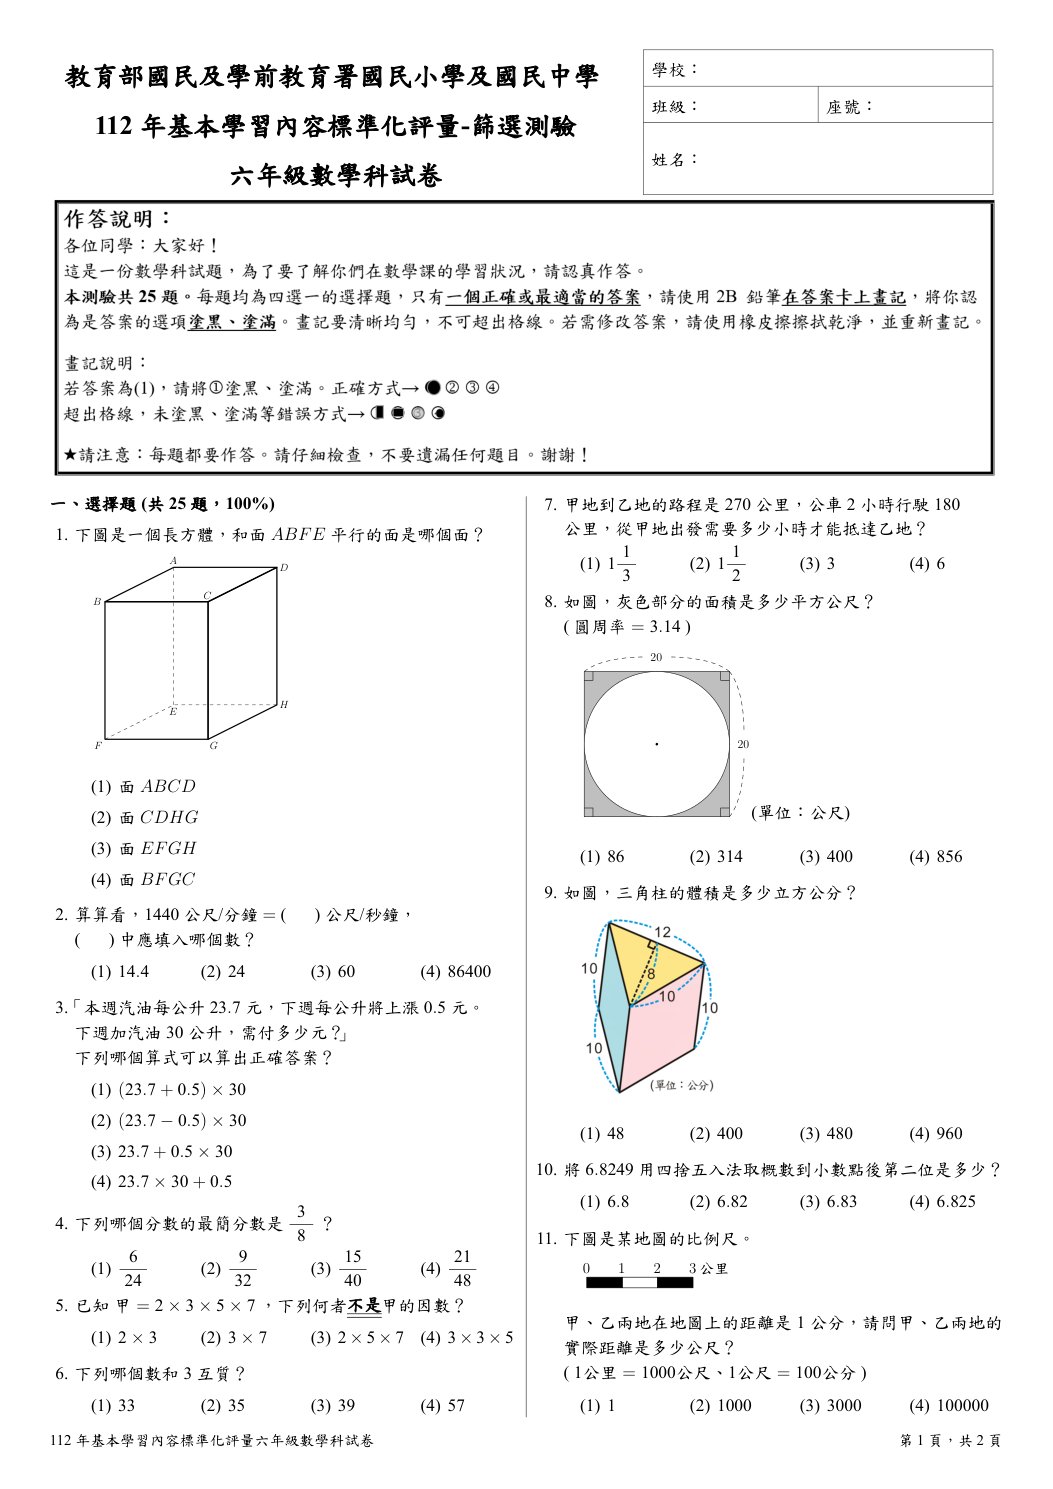 教育部國民及學前教育署國民小學及國民中學
112 年基本學習內容標準化評量-篩選測驗
六年級數學科試卷
學校：
班級：
座號：
姓名：
作答說明：
各位同學：大家好！
這是一份數學科試題，為了要了解你們在數學課的學習狀況，請認真作答。
本測驗共 25 題。每題均為四選一的選擇題，只有一個正確或最適當的答案，請使用 2B 鉛筆在答案卡上畫記，將你認
為是答案的選項塗黑、塗滿。畫記要清晰均勻，不可超出格線。若需修改答案，請使用橡皮擦擦拭乾淨，並重新畫記。
畫記說明：
若答案為(1)，請將①塗黑、塗滿。正確方式→ ● ② ③ ④
超出格線，未塗黑、塗滿等錯誤方式→
★請注意：每題都要作答。請仔細檢查，不要遺漏任何題目。謝謝！
一、選擇題 (共 25 題，100%)
1. 下圖是一個長方體，和面 ABFE 平行的面是哪個面？
A
D
B
C
E
H
F
G
(1) 面 ABCD
(2) 面 CDHG
(3) 面 EFGH
(4) 面 BFGC
2. 算算看，1440 公尺/分鐘 = (　) 公尺/秒鐘，
(　) 中應填入哪個數？
(1) 14.4 (2) 24 (3) 60 (4) 86400
3.「本週汽油每公升 23.7 元，下週每公升將上漲 0.5 元。
下週加汽油 30 公升，需付多少元？」
下列哪個算式可以算出正確答案？
(1) (23.7 + 0.5) × 30
(2) (23.7 − 0.5) × 30
(3) 23.7 + 0.5 × 30
(4) 23.7 × 30 + 0.5
4. 下列哪個分數的最簡分數是 3/8 ？
(1) 6/24 (2) 9/32 (3) 15/40 (4) 21/48
5. 已知 甲 = 2 × 3 × 5 × 7 ，下列何者不是甲的因數？
(1) 2 × 3 (2) 3 × 7 (3) 2 × 5 × 7 (4) 3 × 3 × 5
6. 下列哪個數和 3 互質？
(1) 33 (2) 35 (3) 39 (4) 57
7. 甲地到乙地的路程是 270 公里，公車 2 小時行駛 180
公里，從甲地出發需要多少小時才能抵達乙地？
(1) 1 1/3 (2) 1 1/2 (3) 3 (4) 6
8. 如圖，灰色部分的面積是多少平方公尺？
( 圓周率 = 3.14 )
20
20
(單位：公尺)
(1) 86 (2) 314 (3) 400 (4) 856
9. 如圖，三角柱的體積是多少立方公分？
12
10
8
10
10
10
(單位：公分)
(1) 48 (2) 400 (3) 480 (4) 960
10. 將 6.8249 用四捨五入法取概數到小數點後第二位是多少？
(1) 6.8 (2) 6.82 (3) 6.83 (4) 6.825
11. 下圖是某地圖的比例尺。
0 1 2 3 公里
甲、乙兩地在地圖上的距離是 1 公分，請問甲、乙兩地的
實際距離是多少公尺？
( 1公里 = 1000公尺、1公尺 = 100公分 )
(1) 1 (2) 1000 (3) 3000 (4) 100000
112 年基本學習內容標準化評量六年級數學科試卷
第 1 頁，共 2 頁